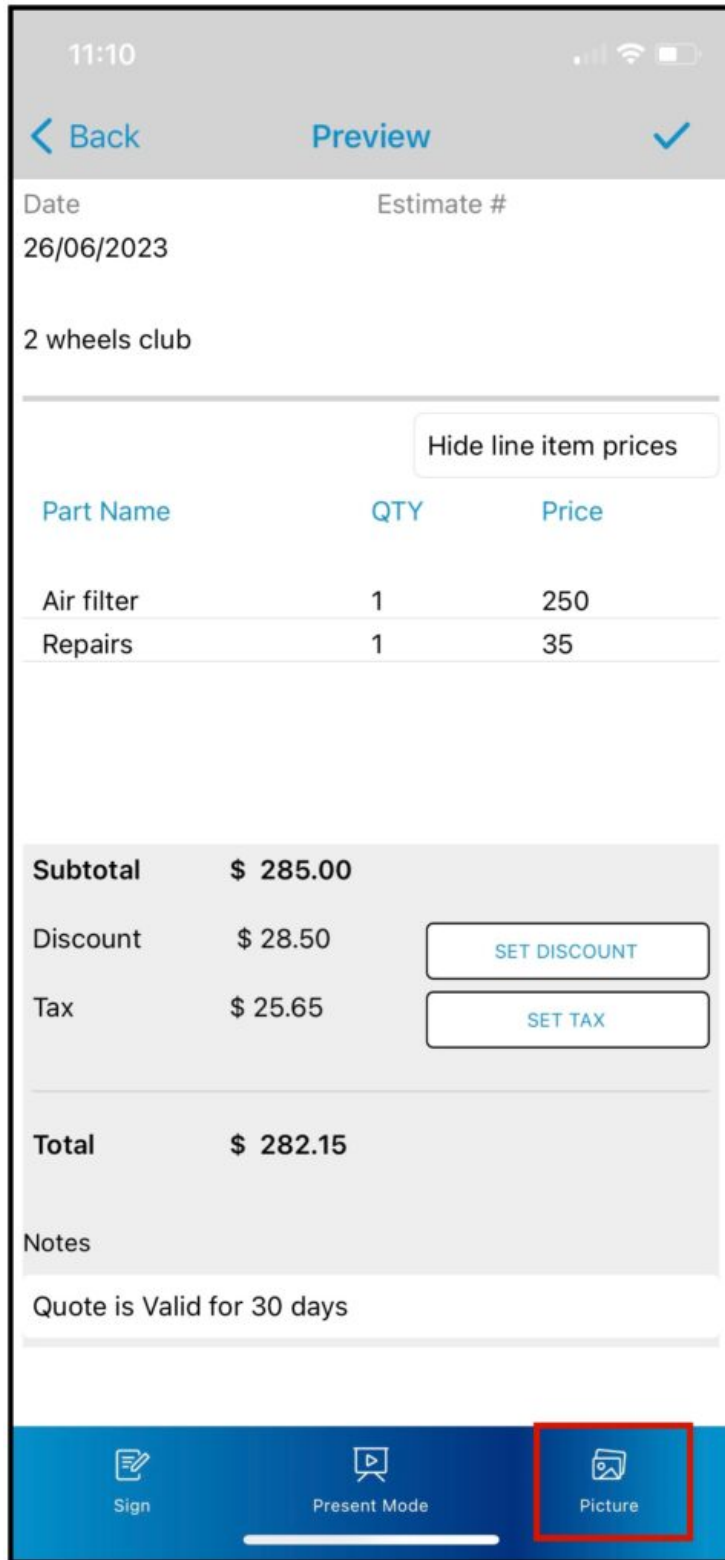 11:10
Back Preview
Date Estimate #
26/06/2023
2 wheels club
Hide line item prices
Part Name QTY Price
Air filter 1 250
Repairs 1 35
Subtotal $ 285.00
Discount $ 28.50 SET DISCOUNT
Tax $ 25.65 SET TAX
Total $ 282.15
Notes
Quote is Valid for 30 days
Sign Present Mode Picture